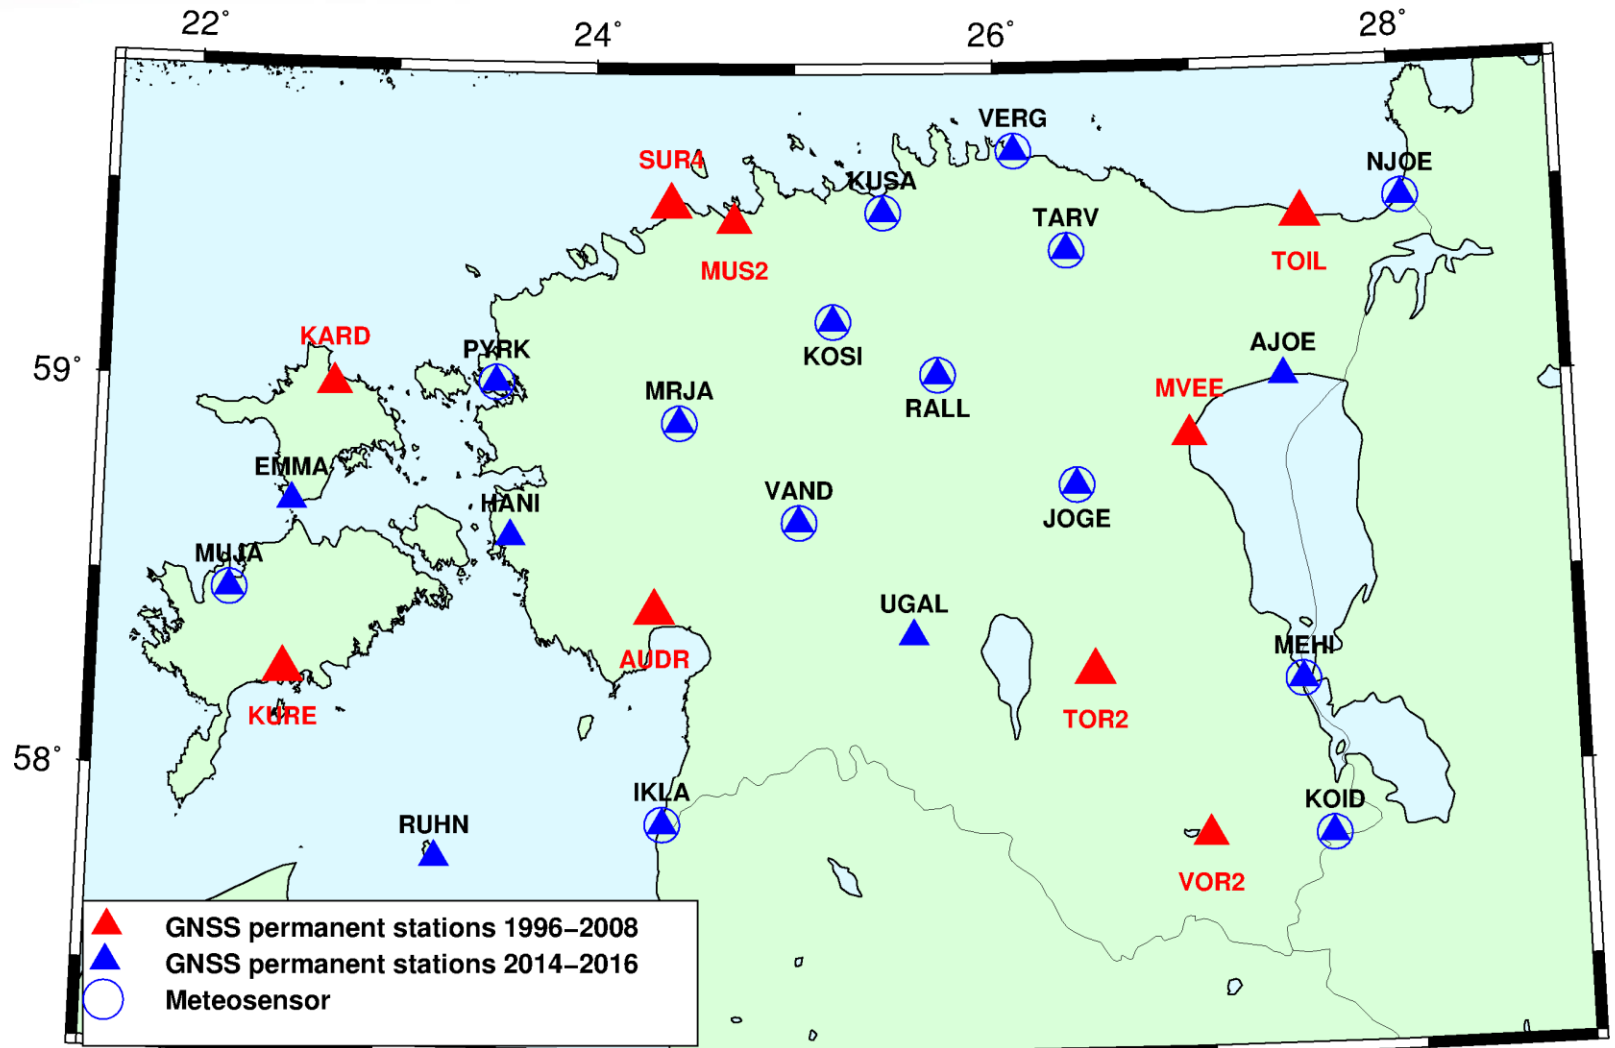 22°
24°
26°
28°
VERG
SUR4
NJOE
KUSA
TARV
MUS2
TOIL
KARD
PYRK
KOSI
AJOE
59°
MRJA
RALL
MVEE
EMMA
HANI
VAND
JOGE
MUJA
UGAL
AUDR
MEHI
KURE
TOR2
58°
IKLA
KOID
RUHN
VOR2
GNSS permanent stations 1996–2008
GNSS permanent stations 2014–2016
Meteosensor